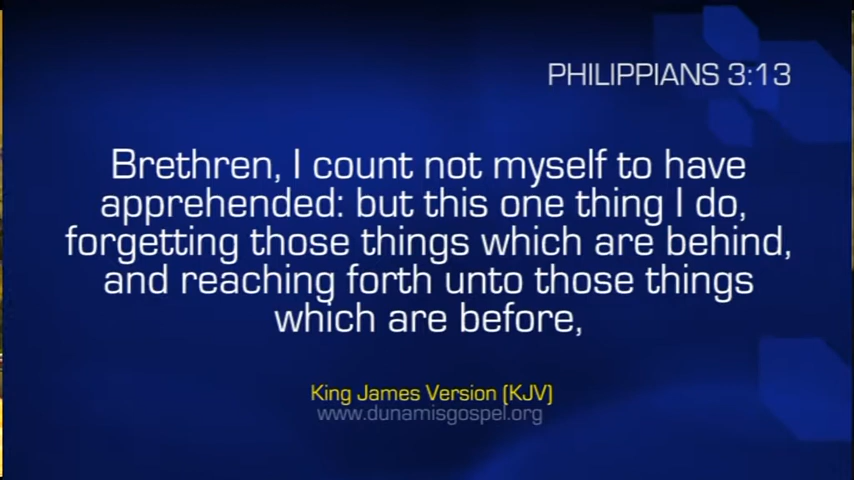 PHILIPPIANS 3:13
Brethren, I count not myself to have
apprehended: but this one thing I do,
forgetting those things which are behind,
and reaching forth unto those things
which are before,
King James Version (KJV)
www.dunamisgospel.org